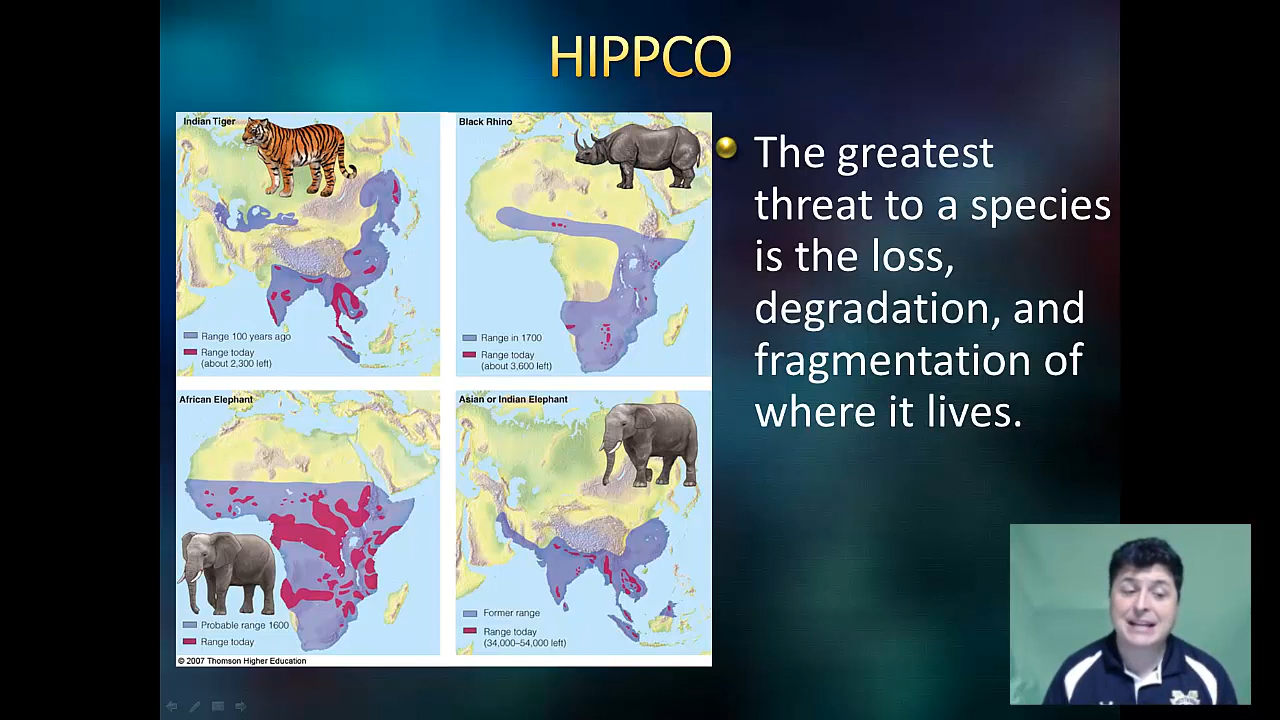 HIPPCO
Indian Tiger
Range 100 years ago
Range today
(about 2,300 left)
Black Rhino
Range in 1700
Range today
(about 3,600 left)
African Elephant
Probable range 1600
Range today
Asian or Indian Elephant
Former range
Range today
(34,000–54,000 left)
© 2007 Thomson Higher Education
The greatest
threat to a species
is the loss,
degradation, and
fragmentation of
where it lives.